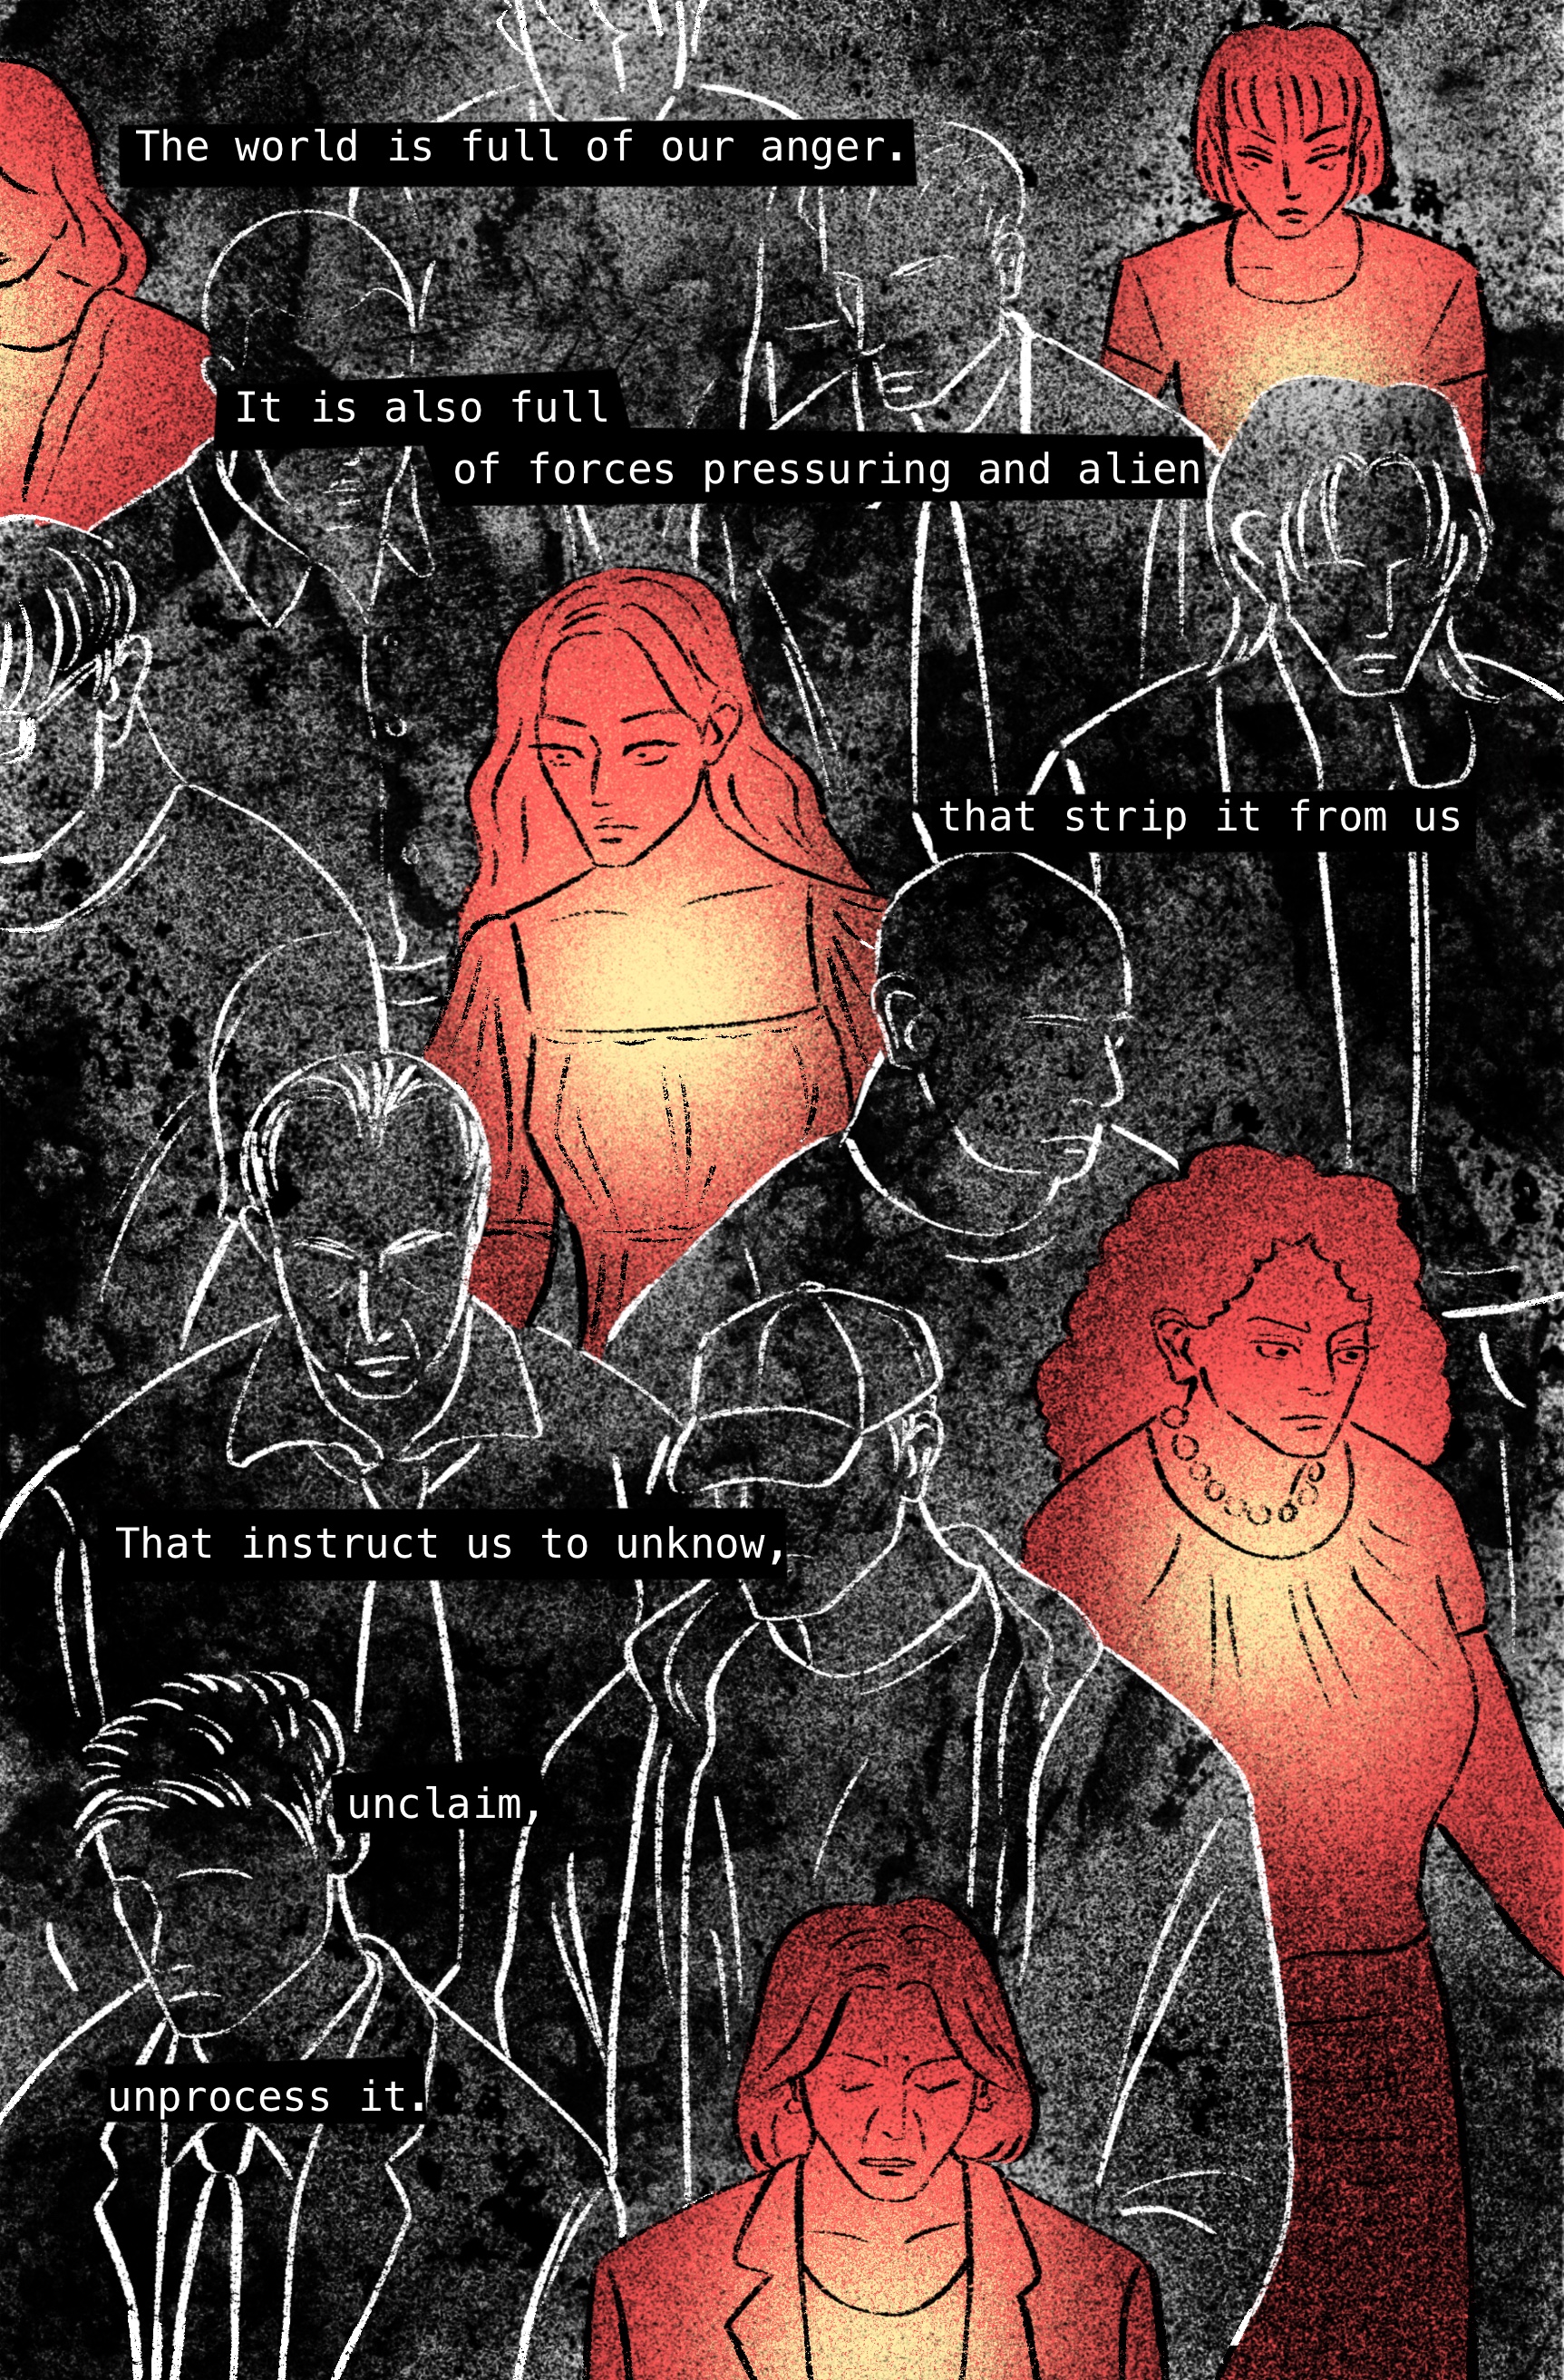 The world is full of our anger.
It is also full
of forces pressuring and alien
that strip it from us
That instruct us to unknow,
unclaim,
unprocess it.